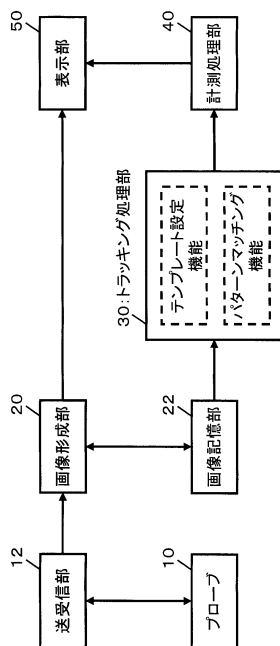 12
送受信部
20
画像形成部
50
表示部
10
プローブ
22
画像記憶部
30:トラッキング処理部
テンプレート設定
機能
パターンマッチング
機能
40
計測処理部